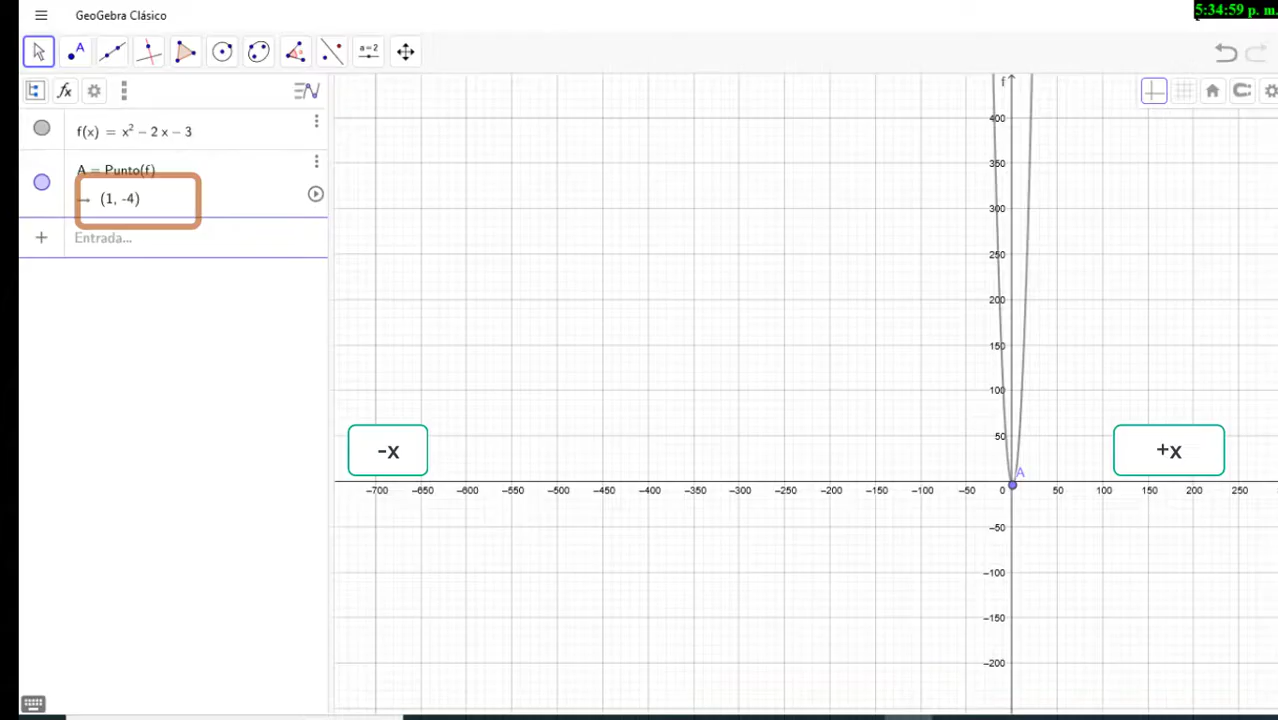 GeoGebra Clásico
5:34:59 p. m.
a=2
f(x) = x² − 2 x − 3
A = Punto(f)
→ (1, -4)
+ Entrada...
f
400
350
300
250
200
150
100
50
-x
+x
A
−700 −650 −600 −550 −500 −450 −400 −350 −300 −250 −200 −150 −100 −50 0 50 100 150 200 250
−50
−100
−150
−200